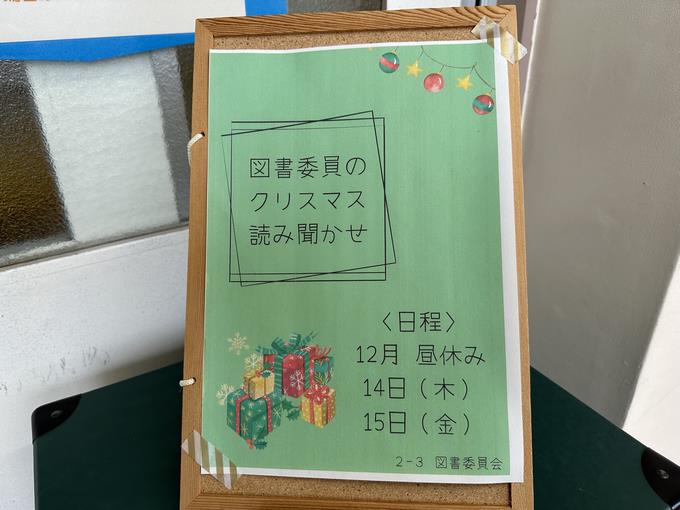 図書委員の
クリスマス
読み聞かせ
〈日程〉
12月 昼休み
14日(木)
15日(金)
2-3 図書委員会